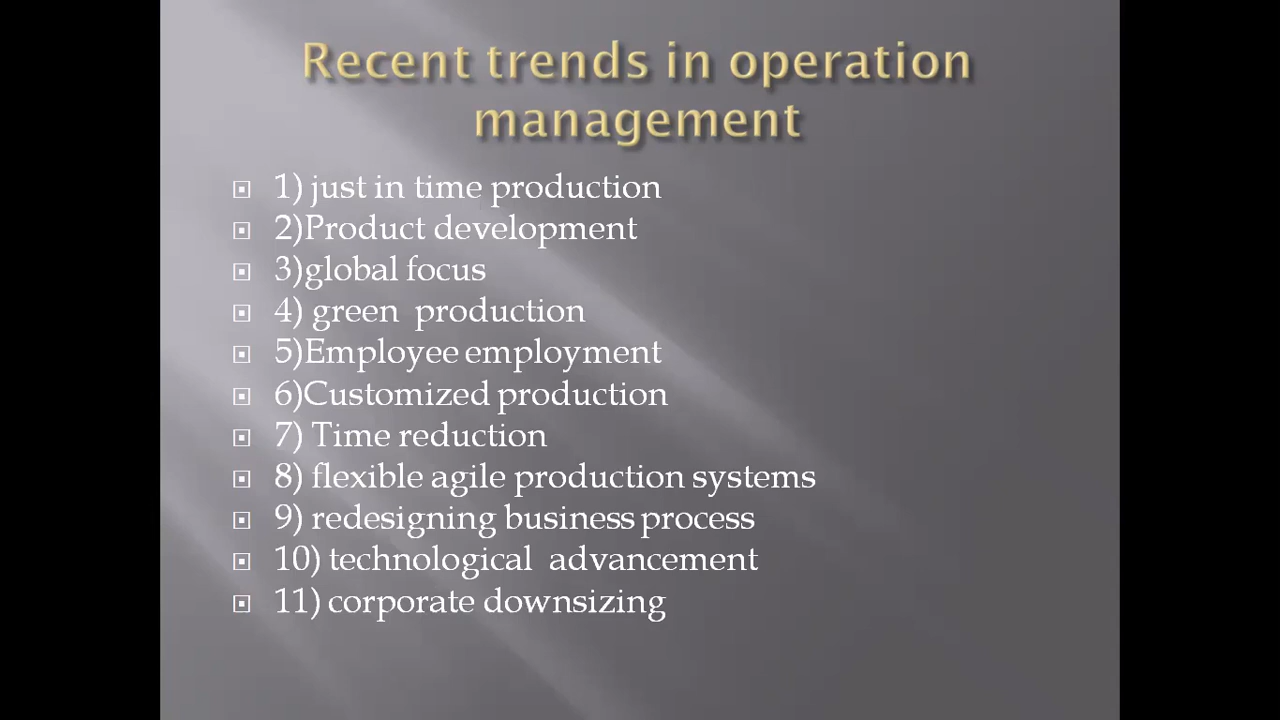 Recent trends in operation
management
1) just in time production
2)Product development
3)global focus
4) green  production
5)Employee employment
6)Customized production
7) Time reduction
8) flexible agile production systems
9) redesigning business process
10) technological  advancement
11) corporate downsizing